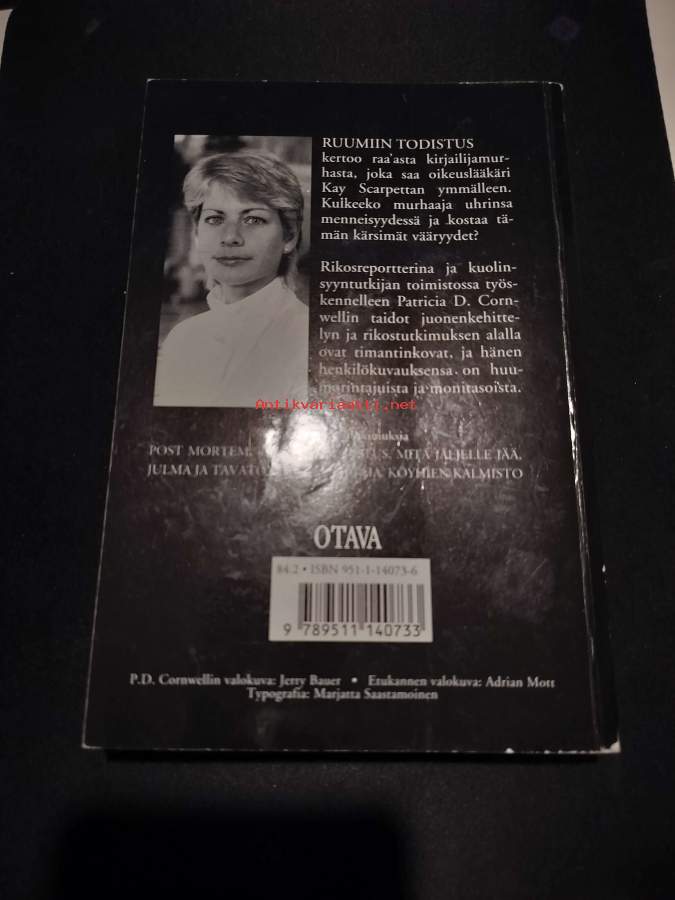 RUUMIIN TODISTUS
kertoo raa'asta kirjailijamur-
hasta, joka saa oikeuslääkäri
Kay Scarpettan ymmälleen.
Kulkeeko murhaaja uhrinsa
menneisyydessä ja kostaa tä-
män kärsimät vääryydet?
Rikosreportterina ja kuolin-
syyntutkijan toimistossa työs-
kennelleen Patricia D. Corn-
wellin taidot juonenkehitte-
lyn ja rikostutkimuksen alalla
ovat timantinkovat, ja hänen
henkilökuvauksensa on huu-
morintajuista ja monitasoista.
Antikvariaatti.net
POST MORTEM, MITÄ JÄLJELLE JÄÄ,
JULMA JA KÖYHIEN KALMISTO
OTAVA
84.2 • ISBN 951-1-14073-6
9 789511 140733
P.D. Cornwellin valokuva: Jerry Bauer • Etukannen valokuva: Adrian Mott
Typografia: Marjatta Saastamoinen